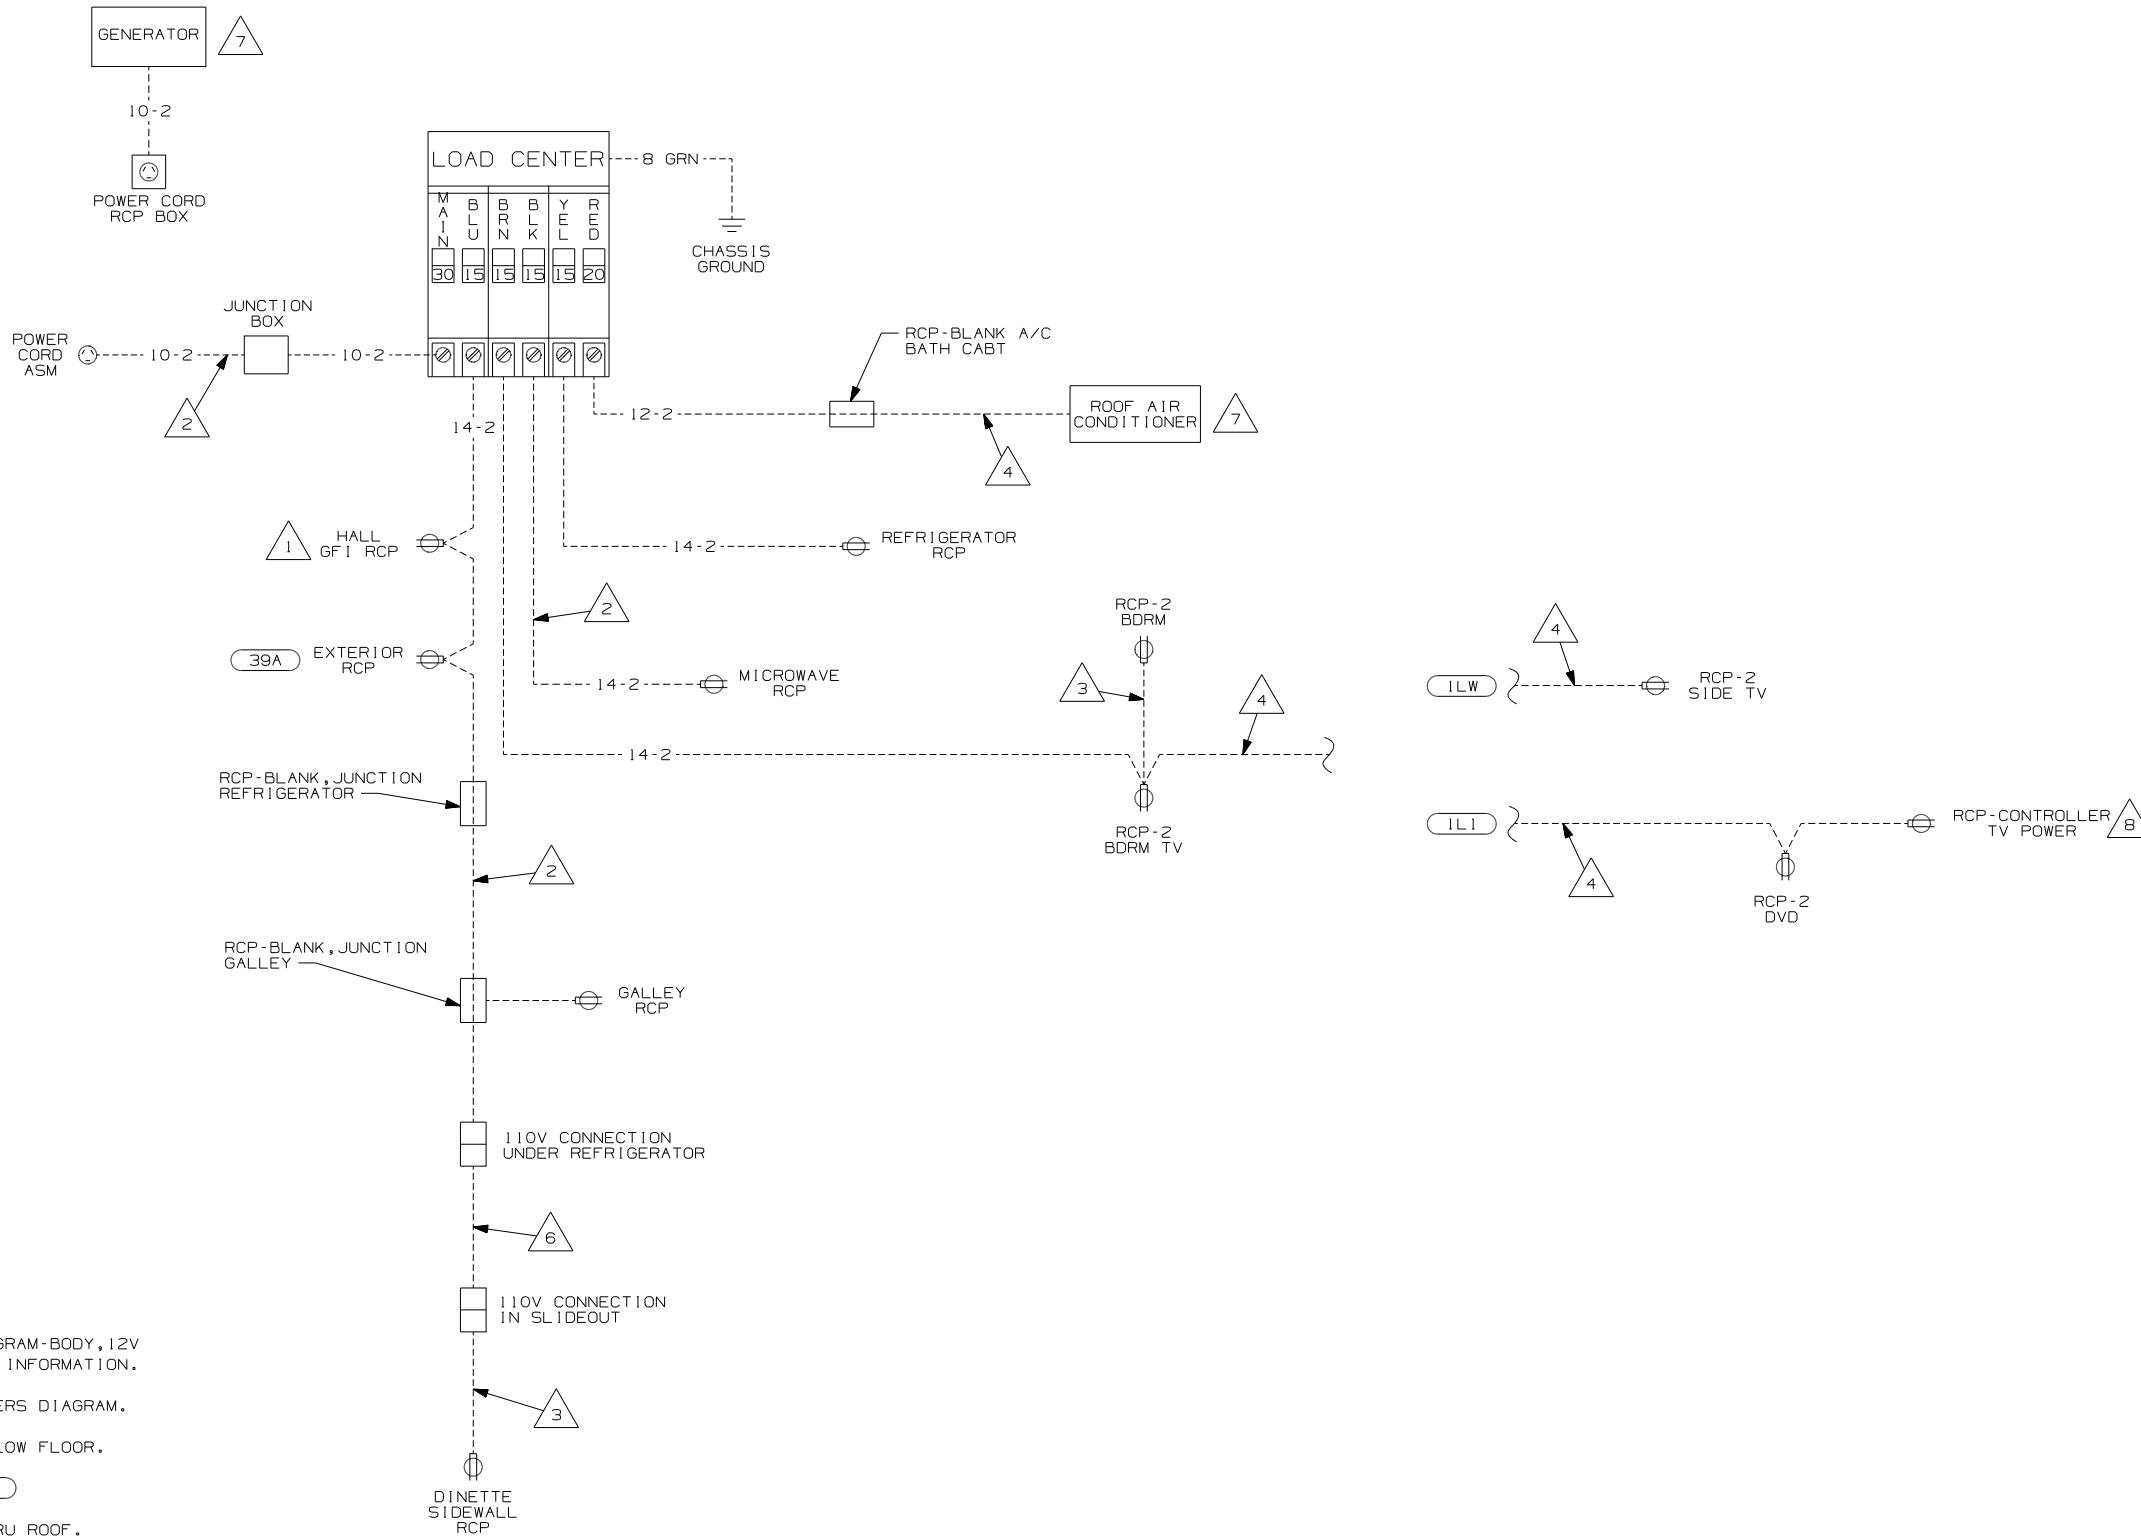 GENERATOR
7
10-2
POWER CORD
RCP BOX
LOAD CENTER
8 GRN
CHASSIS
GROUND
MAIN
BLU
BRN
BLK
YEL
RED
30
15
15
15
15
20
JUNCTION
BOX
POWER
CORD
ASM
10-2
10-2
2
RCP-BLANK A/C
BATH CABT
14-2
12-2
ROOF AIR
CONDITIONER
7
4
1
HALL
GFI RCP
14-2
REFRIGERATOR
RCP
2
39A
EXTERIOR
RCP
14-2
MICROWAVE
RCP
RCP-2
BDRM
3
4
14-2
RCP-2
BDRM TV
1LW
4
RCP-2
SIDE TV
1LI
4
RCP-2
DVD
RCP-CONTROLLER
TV POWER
8
RCP-BLANK,JUNCTION
REFRIGERATOR
2
RCP-BLANK,JUNCTION
GALLEY
GALLEY
RCP
110V CONNECTION
UNDER REFRIGERATOR
6
110V CONNECTION
IN SLIDEOUT
3
DINETTE
SIDEWALL
RCP
GRAM-BODY,12V
INFORMATION.
ERS DIAGRAM.
LOW FLOOR.
RU ROOF.